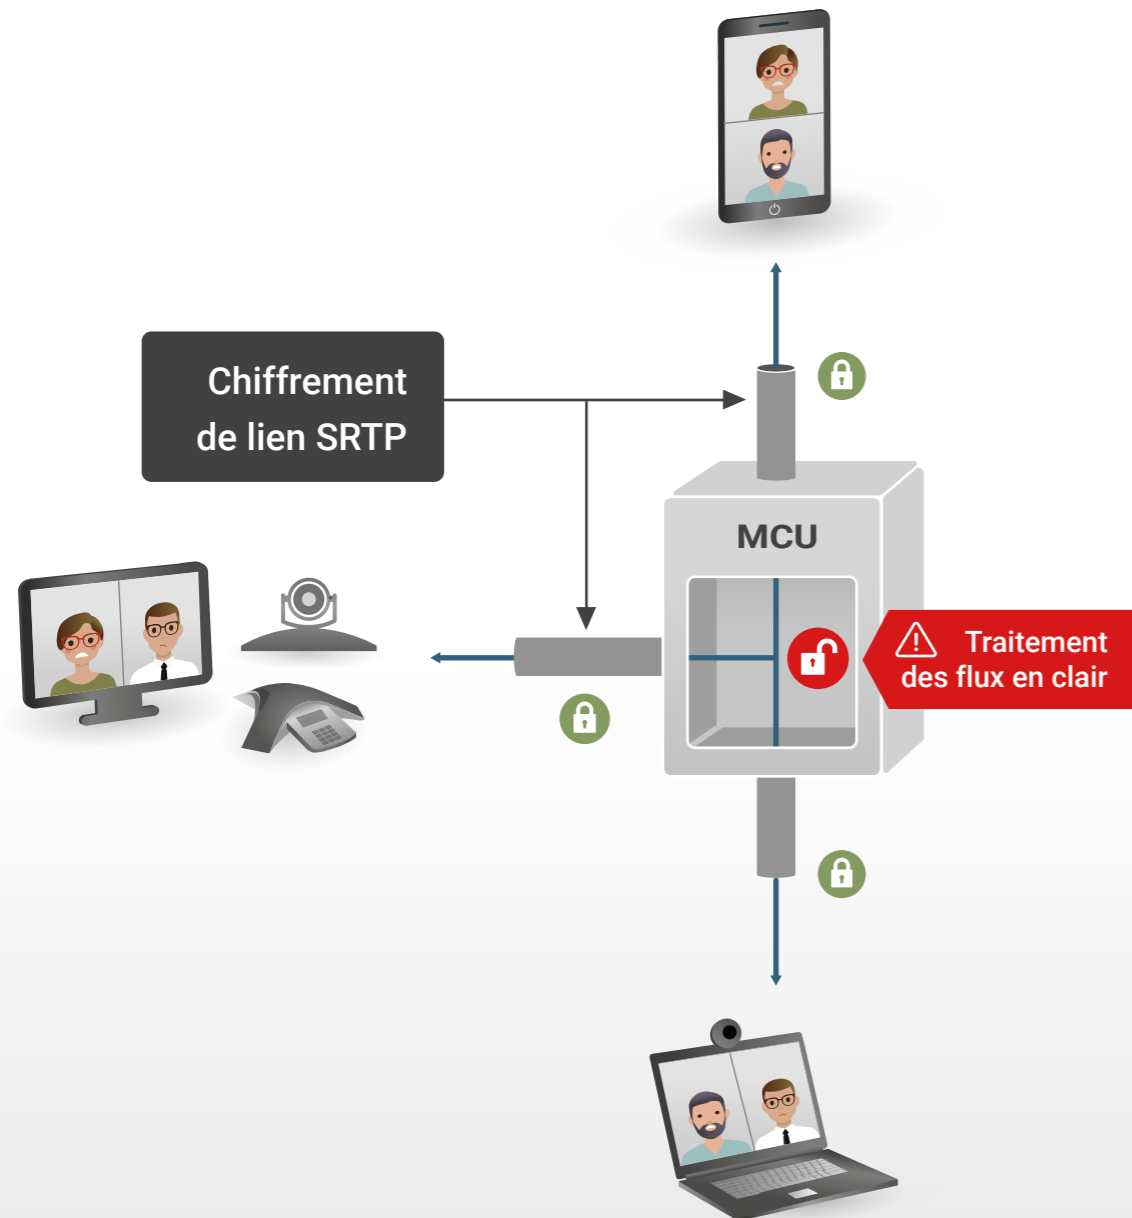 Chiffrement
de lien SRTP
MCU
Traitement
des flux en clair